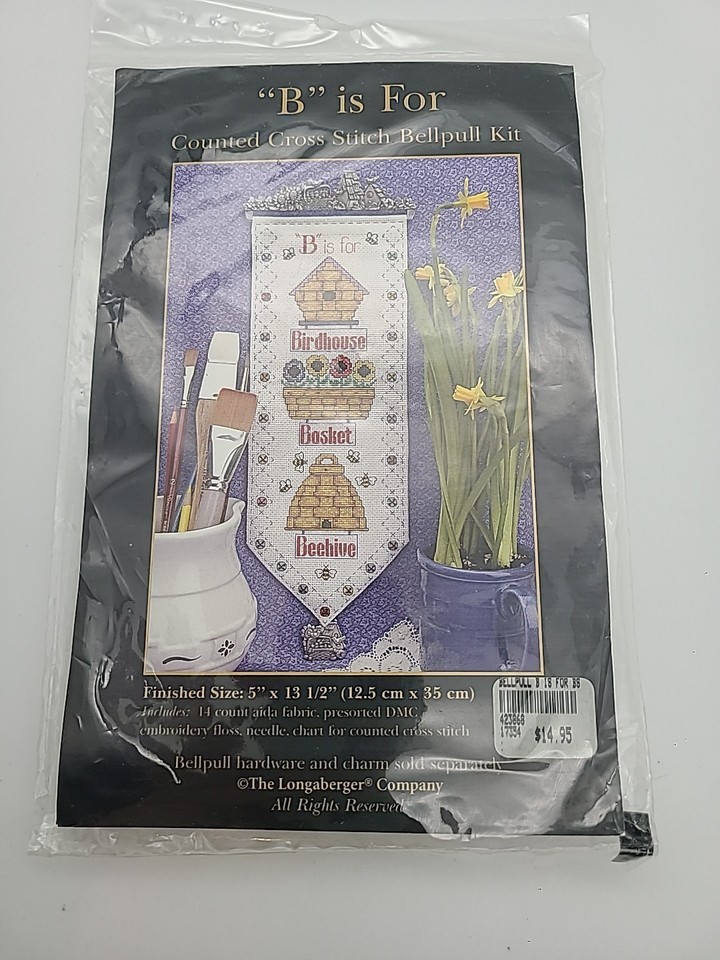 “B” is For
Counted Cross Stitch Bellpull Kit
"B" is for
Birdhouse
Basket
Beehive
Finished Size: 5” x 13 1/2” (12.5 cm x 35 cm)
Includes: 14 count aida fabric, presorted DMC
embroidery floss, needle, chart for counted cross stitch
Bellpull hardware and charm sold separately
©The Longaberger® Company
All Rights Reserved
BELLPULL B IS FOR BB
423868
17354 $14.95